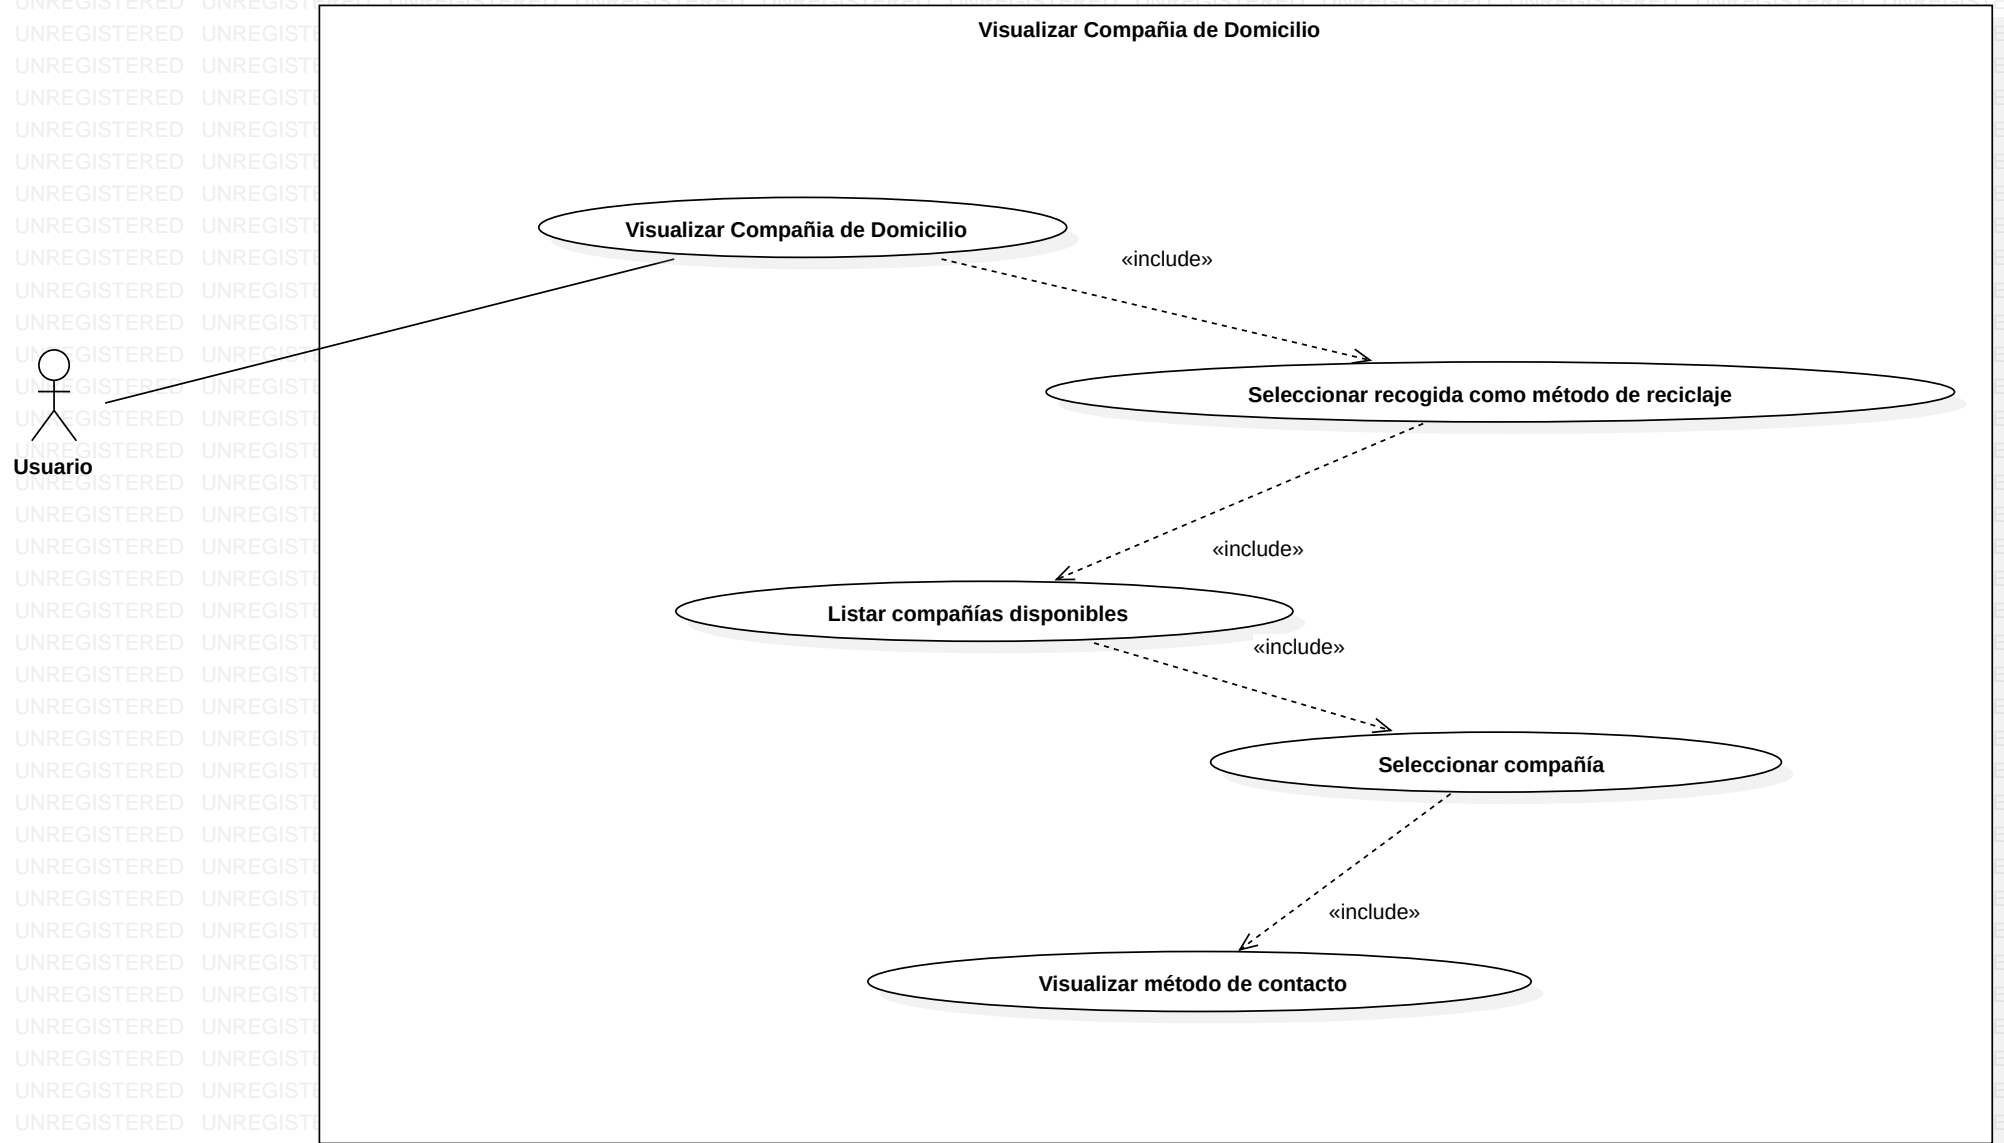 Visualizar Compañia de Domicilio
Visualizar Compañia de Domicilio
«include»
Seleccionar recogida como método de reciclaje
Usuario
«include»
Listar compañías disponibles
«include»
Seleccionar compañía
«include»
Visualizar método de contacto
UNREGISTERED